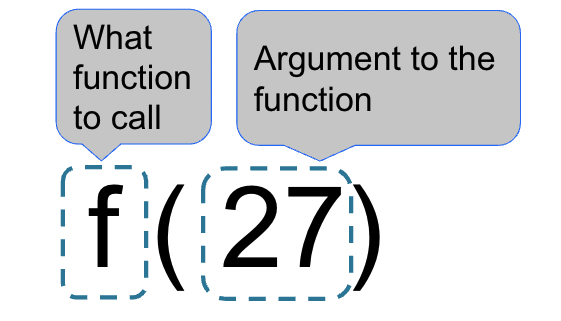 What
function
to call
Argument to the
function
f ( 27 )